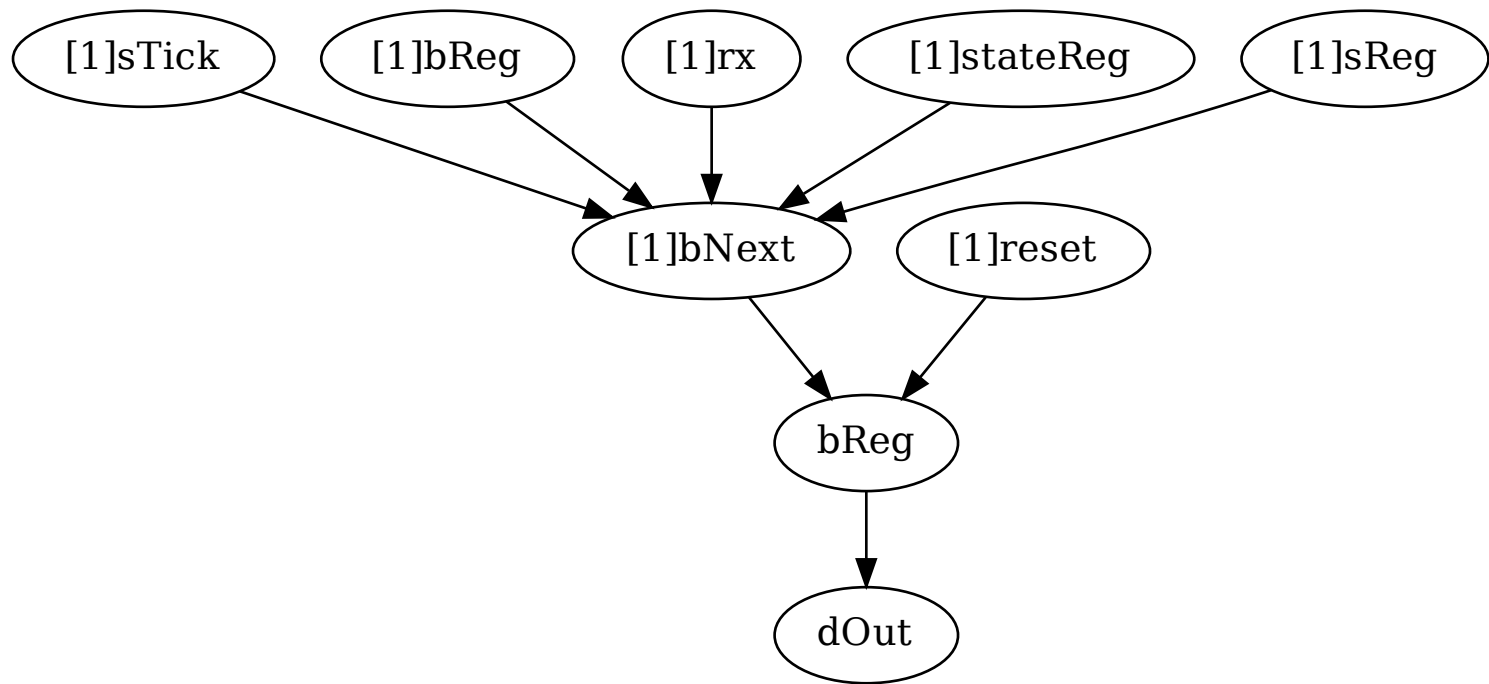 [1]sTick
[1]bReg
[1]rx
[1]stateReg
[1]sReg
[1]bNext
[1]reset
bReg
dOut